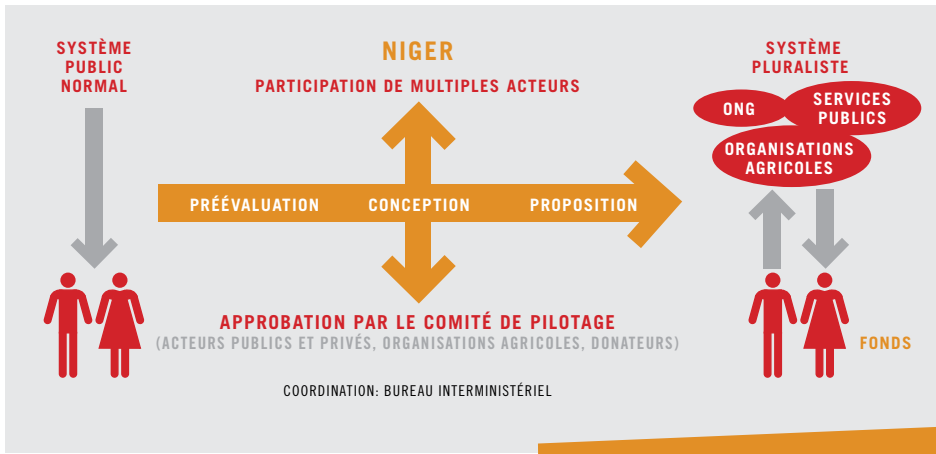 SYSTÈME
PUBLIC
NORMAL
NIGER
PARTICIPATION DE MULTIPLES ACTEURS
SYSTÈME
PLURALISTE
ONG
SERVICES
PUBLICS
ORGANISATIONS
AGRICOLES
PRÉÉVALUATION
CONCEPTION
PROPOSITION
APPROBATION PAR LE COMITÉ DE PILOTAGE
(ACTEURS PUBLICS ET PRIVÉS, ORGANISATIONS AGRICOLES, DONATEURS)
FONDS
COORDINATION: BUREAU INTERMINISTÉRIEL